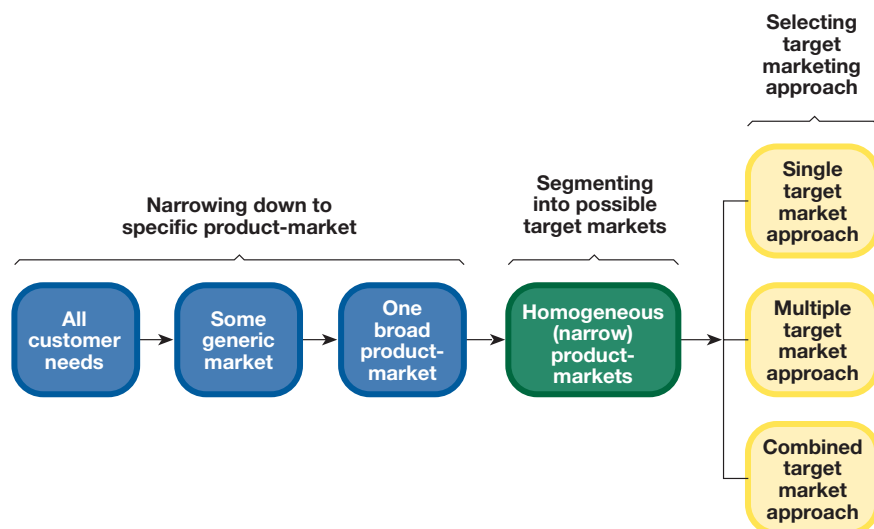 Selecting
target
marketing
approach
Narrowing down to
specific product-market
Segmenting
into possible
target markets
All
customer
needs
Some
generic
market
One
broad
product-
market
Homogeneous
(narrow)
product-
markets
Single
target
market
approach
Multiple
target
market
approach
Combined
target
market
approach